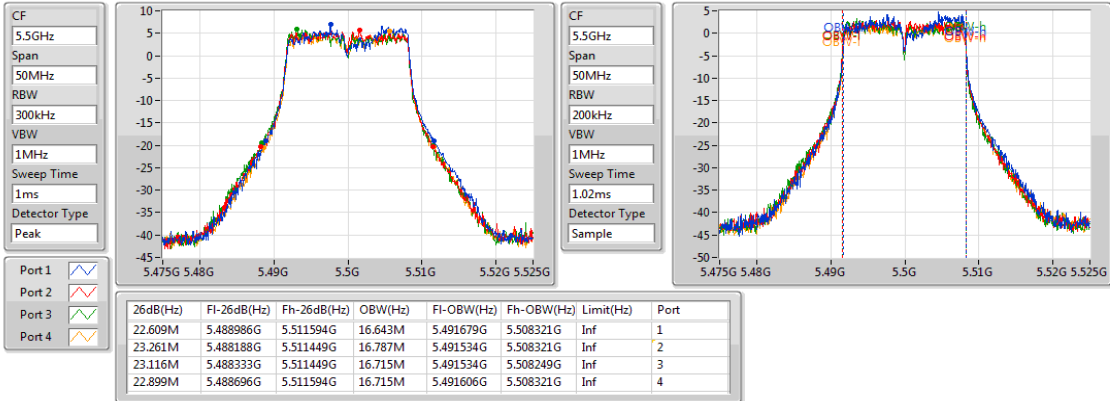 CF
5.5GHz
Span
50MHz
RBW
300kHz
VBW
1MHz
Sweep Time
1ms
Detector Type
Peak
10
5
0
-5
-10
-15
-20
-25
-30
-35
-40
-45
5.475G 5.48G 5.49G 5.5G 5.51G 5.52G 5.525G
CF
5.5GHz
Span
50MHz
RBW
200kHz
VBW
1MHz
Sweep Time
1.02ms
Detector Type
Sample
5
0
-5
-10
-15
-20
-25
-30
-35
-40
-45
-50
5.475G 5.48G 5.49G 5.5G 5.51G 5.52G 5.525G
Port 1
Port 2
Port 3
Port 4
26dB(Hz) Fl-26dB(Hz) Fh-26dB(Hz) OBW(Hz) Fl-OBW(Hz) Fh-OBW(Hz) Limit(Hz) Port
22.609M 5.488986G 5.511594G 16.643M 5.491679G 5.508321G Inf 1
23.261M 5.488188G 5.511449G 16.787M 5.491534G 5.508321G Inf 2
23.116M 5.488333G 5.511449G 16.715M 5.491534G 5.508249G Inf 3
22.899M 5.488696G 5.511594G 16.715M 5.491606G 5.508321G Inf 4